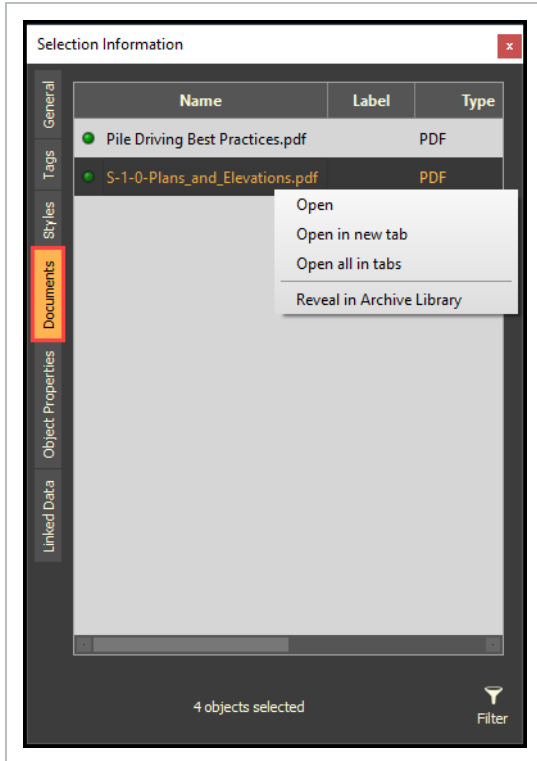 Selection Information
x
General
Tags
Styles
Documents
Object Properties
Linked Data
Name Label Type
Pile Driving Best Practices.pdf PDF
S-1-0-Plans_and_Elevations.pdf PDF
Open
Open in new tab
Open all in tabs
Reveal in Archive Library
4 objects selected
Filter